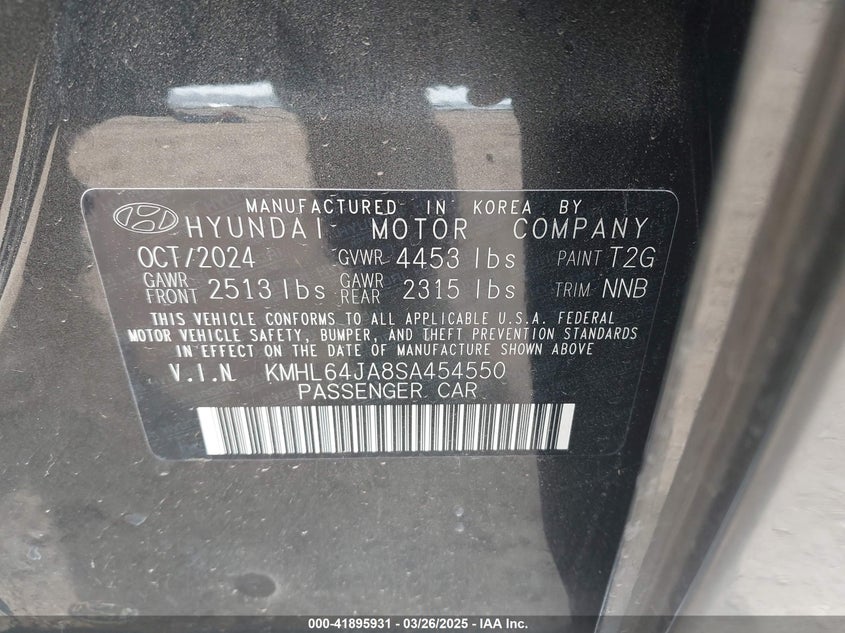 MANUFACTURED IN KOREA BY
HYUNDAI MOTOR COMPANY
OCT/2024 GVWR 4453 lbs PAINT T2G
GAWR FRONT 2513 lbs GAWR REAR 2315 lbs TRIM NNB
THIS VEHICLE CONFORMS TO ALL APPLICABLE U.S.A. FEDERAL
MOTOR VEHICLE SAFETY, BUMPER, AND THEFT PREVENTION STANDARDS
IN EFFECT ON THE DATE OF MANUFACTURE SHOWN ABOVE
V.I.N. KMHL64JA8SA454550
PASSENGER CAR
000-41895931 | 03/26/2025 | IAA Inc.